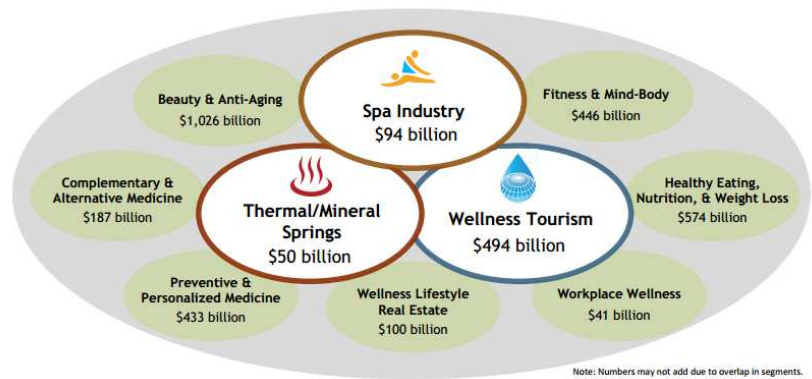 Spa Industry
$94 billion
Beauty & Anti-Aging
$1,026 billion
Fitness & Mind-Body
$446 billion
Complementary &
Alternative Medicine
$187 billion
Thermal/Mineral
Springs
$50 billion
Wellness Tourism
$494 billion
Healthy Eating,
Nutrition, & Weight Loss
$574 billion
Preventive &
Personalized Medicine
$433 billion
Wellness Lifestyle
Real Estate
$100 billion
Workplace Wellness
$41 billion
Note: Numbers may not add due to overlap in segments.